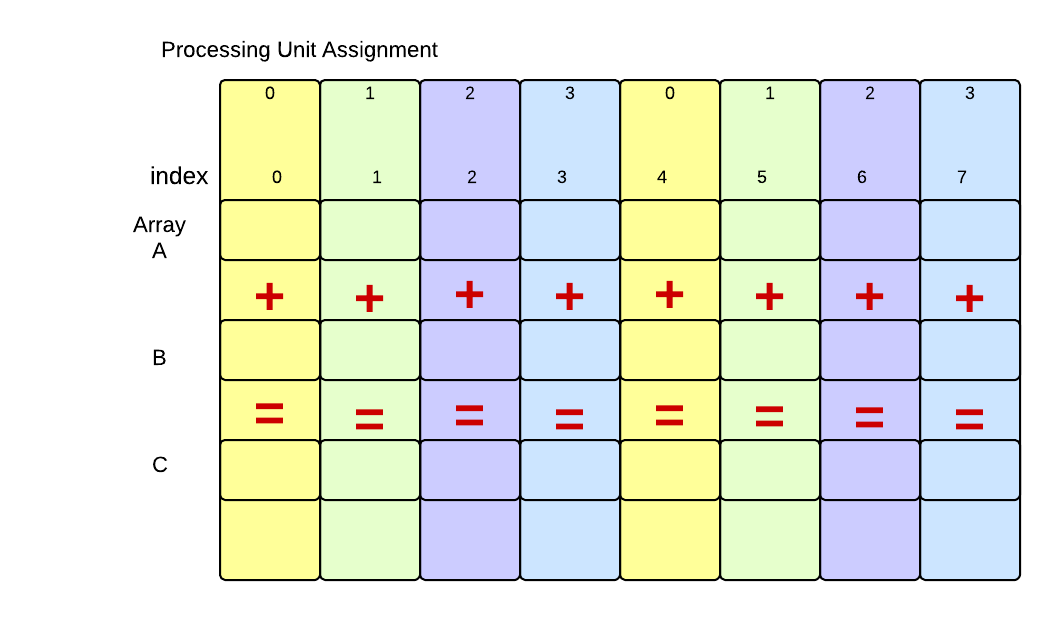 Processing Unit Assignment
0 1 2 3 0 1 2 3
index 0 1 2 3 4 5 6 7
Array
A
+ + + + + + + +
B
= = = = = = = =
C